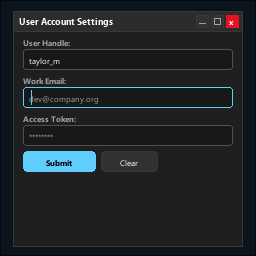 User Account Settings
User Handle:
taylor_m
Work Email:
dev@company.org
Access Token:
********
Submit Clear